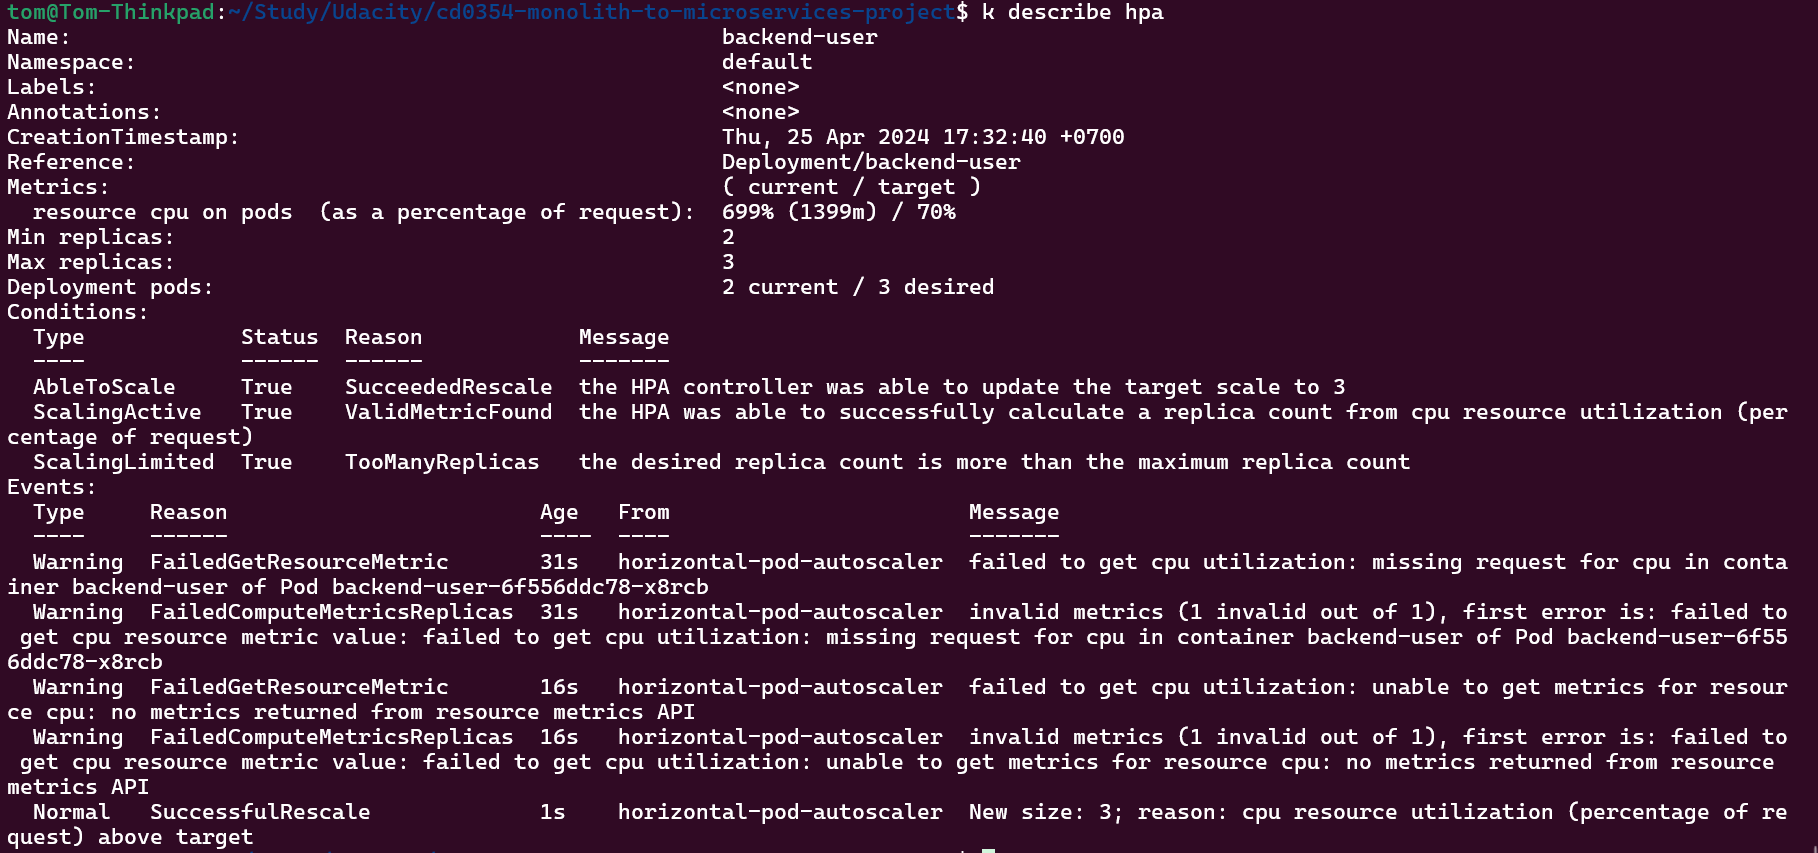 tom@Tom-Thinkpad:~/Study/Udacity/cd0354-monolith-to-microservices-project$ k describe hpa
Name:                                                  backend-user
Namespace:                                             default
Labels:                                                <none>
Annotations:                                           <none>
CreationTimestamp:                                     Thu, 25 Apr 2024 17:32:40 +0700
Reference:                                             Deployment/backend-user
Metrics:                                               ( current / target )
  resource cpu on pods  (as a percentage of request):  699% (1399m) / 70%
Min replicas:                                          2
Max replicas:                                          3
Deployment pods:                                       2 current / 3 desired
Conditions:
  Type            Status  Reason            Message
  ----            ------  ------            -------
  AbleToScale     True    SucceededRescale  the HPA controller was able to update the target scale to 3
  ScalingActive   True    ValidMetricFound  the HPA was able to successfully calculate a replica count from cpu resource utilization (per
centage of request)
  ScalingLimited  True    TooManyReplicas   the desired replica count is more than the maximum replica count
Events:
  Type     Reason                        Age   From                       Message
  ----     ------                        ----  ----                       -------
  Warning  FailedGetResourceMetric       31s   horizontal-pod-autoscaler  failed to get cpu utilization: missing request for cpu in conta
iner backend-user of Pod backend-user-6f556ddc78-x8rcb
  Warning  FailedComputeMetricsReplicas  31s   horizontal-pod-autoscaler  invalid metrics (1 invalid out of 1), first error is: failed to
 get cpu resource metric value: failed to get cpu utilization: missing request for cpu in container backend-user of Pod backend-user-6f55
6ddc78-x8rcb
  Warning  FailedGetResourceMetric       16s   horizontal-pod-autoscaler  failed to get cpu utilization: unable to get metrics for resour
ce cpu: no metrics returned from resource metrics API
  Warning  FailedComputeMetricsReplicas  16s   horizontal-pod-autoscaler  invalid metrics (1 invalid out of 1), first error is: failed to
 get cpu resource metric value: failed to get cpu utilization: unable to get metrics for resource cpu: no metrics returned from resource
metrics API
  Normal   SuccessfulRescale             1s    horizontal-pod-autoscaler  New size: 3; reason: cpu resource utilization (percentage of re
quest) above target